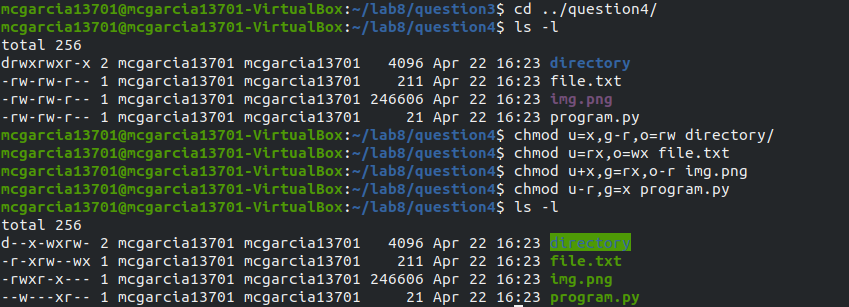 mcgarcia13701@mcgarcia13701-VirtualBox:~/lab8/question3$ cd ../question4/
mcgarcia13701@mcgarcia13701-VirtualBox:~/lab8/question4$ ls -l
total 256
drwxrwxr-x 2 mcgarcia13701 mcgarcia13701   4096 Apr 22 16:23 directory
-rw-rw-r-- 1 mcgarcia13701 mcgarcia13701    211 Apr 22 16:23 file.txt
-rw-rw-r-- 1 mcgarcia13701 mcgarcia13701 246606 Apr 22 16:23 img.png
-rw-rw-r-- 1 mcgarcia13701 mcgarcia13701     21 Apr 22 16:23 program.py
mcgarcia13701@mcgarcia13701-VirtualBox:~/lab8/question4$ chmod u=x,g-r,o=rw directory/
mcgarcia13701@mcgarcia13701-VirtualBox:~/lab8/question4$ chmod u=rx,o=wx file.txt
mcgarcia13701@mcgarcia13701-VirtualBox:~/lab8/question4$ chmod u+x,g=rx,o-r img.png
mcgarcia13701@mcgarcia13701-VirtualBox:~/lab8/question4$ chmod u-r,g=x program.py
mcgarcia13701@mcgarcia13701-VirtualBox:~/lab8/question4$ ls -l
total 256
d--x-wxrw- 2 mcgarcia13701 mcgarcia13701   4096 Apr 22 16:23 directory
-r-xrw--wx 1 mcgarcia13701 mcgarcia13701    211 Apr 22 16:23 file.txt
-rwxr-x--- 1 mcgarcia13701 mcgarcia13701 246606 Apr 22 16:23 img.png
--w---xr-- 1 mcgarcia13701 mcgarcia13701     21 Apr 22 16:23 program.py